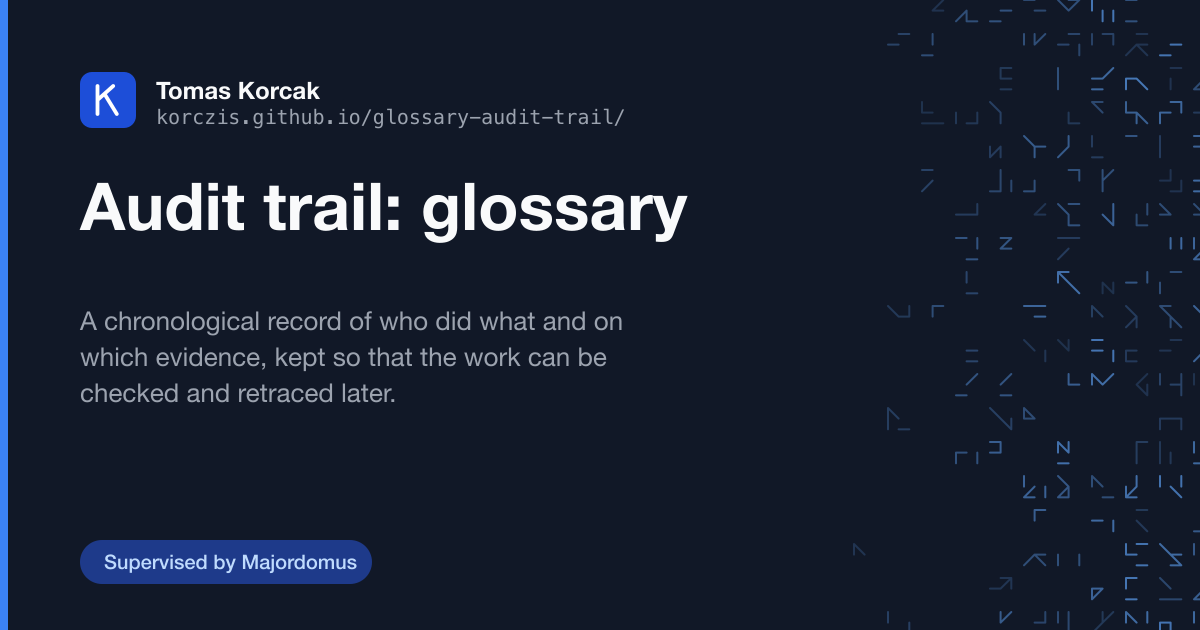 K
Tomas Korcak
korczis.github.io/glossary-audit-trail/
Audit trail: glossary
A chronological record of who did what and on
which evidence, kept so that the work can be
checked and retraced later.
Supervised by Majordomus